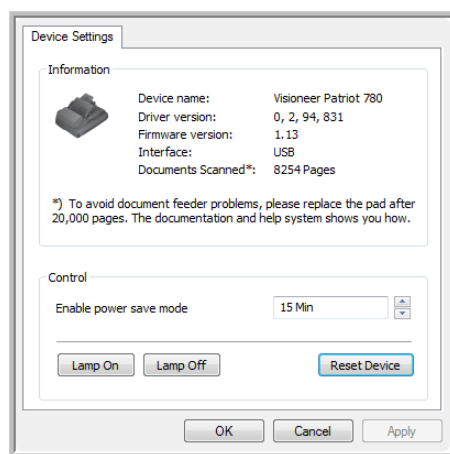 Device Settings
Information
Device name: Visioneer Patriot 780
Driver version: 0, 2, 94, 831
Firmware version: 1.13
Interface: USB
Documents Scanned*: 8254 Pages
*) To avoid document feeder problems, please replace the pad after
20,000 pages. The documentation and help system shows you how.
Control
Enable power save mode 15 Min
Lamp On Lamp Off Reset Device
OK Cancel Apply